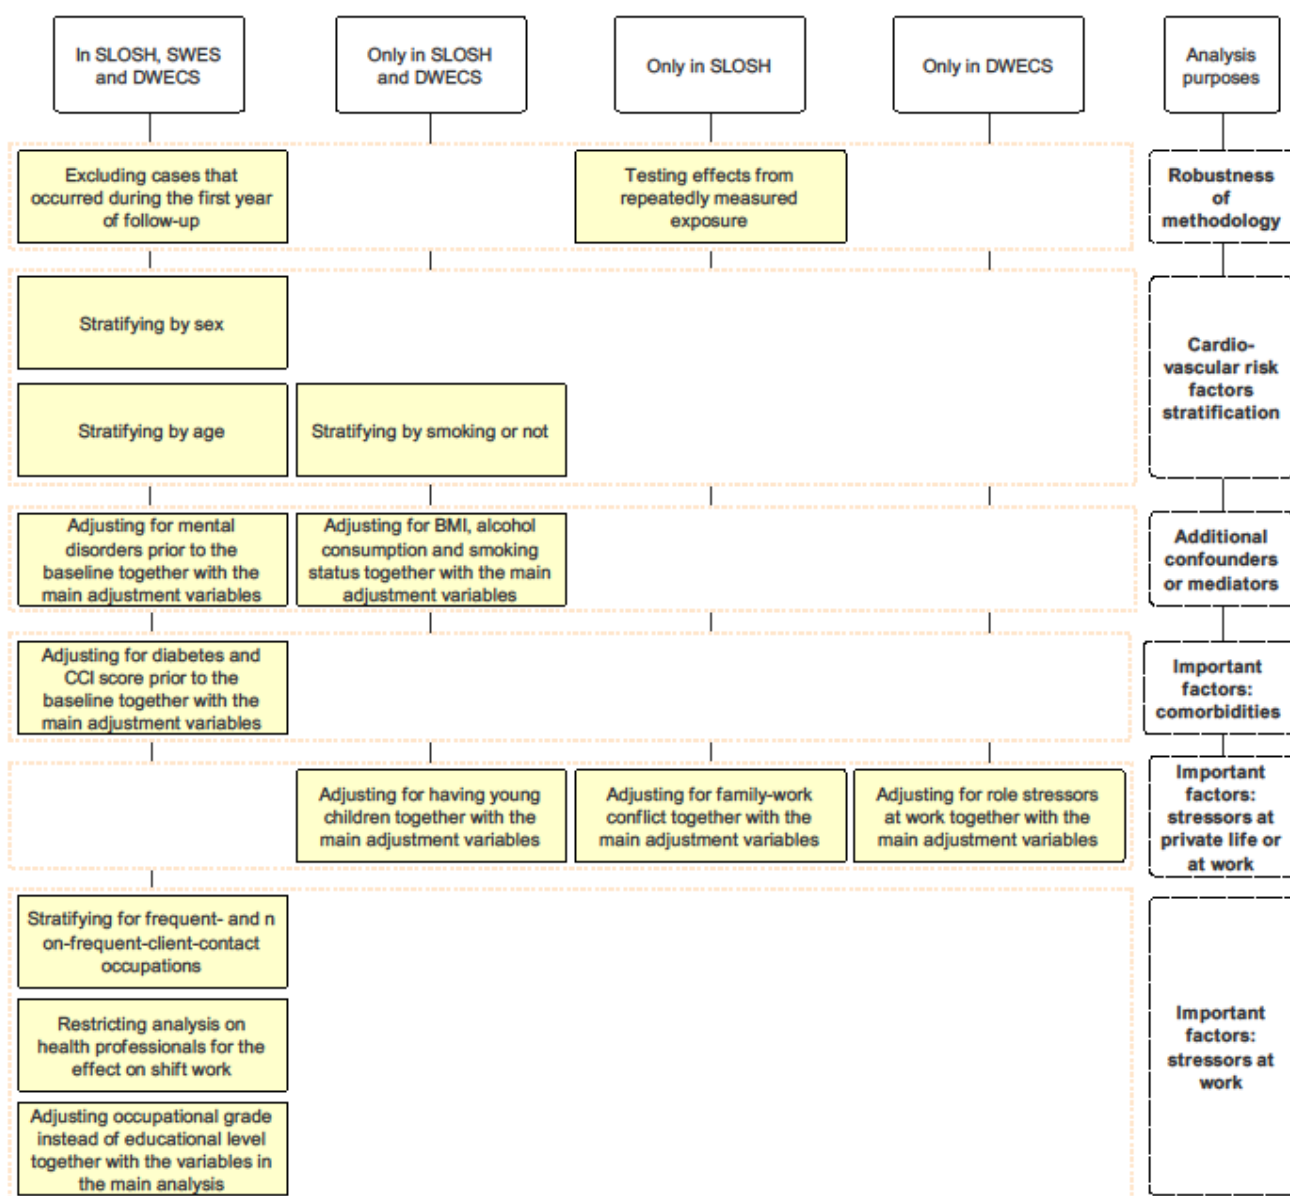 In SLOSH, SWES
and DWECS
Only in SLOSH
and DWECS
Only in SLOSH
Only in DWECS
Analysis
purposes
Excluding cases that
occurred during the first year
of follow-up
Testing effects from
repeatedly measured
exposure
Robustness
of
methodology
Stratifying by sex
Stratifying by age
Stratifying by smoking or not
Cardio-
vascular risk
factors
stratification
Adjusting for mental
disorders prior to the
baseline together with the
main adjustment variables
Adjusting for BMI, alcohol
consumption and smoking
status together with the main
adjustment variables
Additional
confounders
or mediators
Adjusting for diabetes and
CCI score prior to the
baseline together with the
main adjustment variables
Important
factors:
comorbidities
Adjusting for having young
children together with the
main adjustment variables
Adjusting for family-work
conflict together with the
main adjustment variables
Adjusting for role stressors
at work together with the
main adjustment variables
Important
factors:
stressors at
private life or
at work
Stratifying for frequent- and n
on-frequent-client-contact
occupations
Restricting analysis on
health professionals for the
effect on shift work
Adjusting occupational grade
instead of educational level
together with the variables in
the main analysis
Important
factors:
stressors at
work